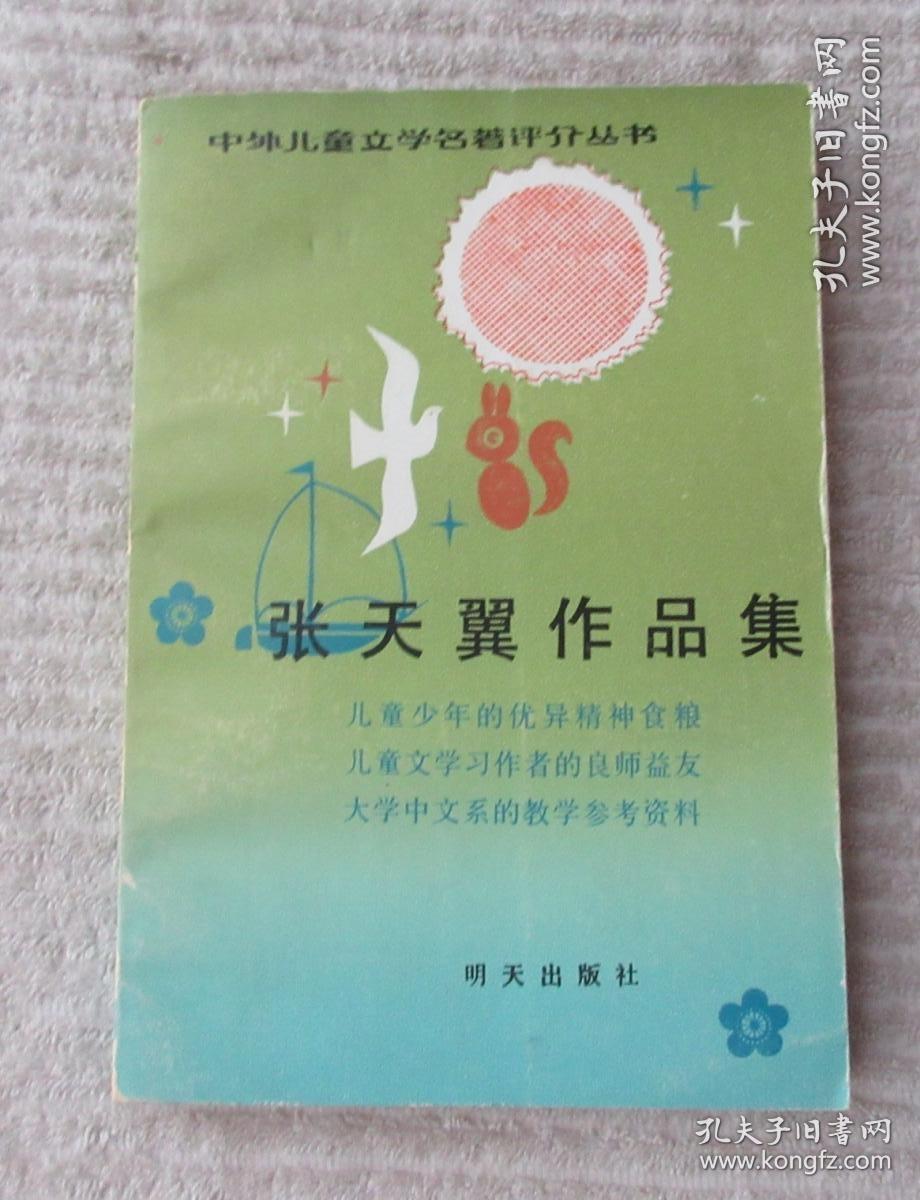 中外儿童文学名著评介丛书
张天翼作品集
儿童少年的优异精神食粮
儿童文学习作者的良师益友
大学中文系的教学参考资料
明天出版社
孔夫子旧书网
www.kongfz.com
孔夫子旧书网
www.kongfz.com